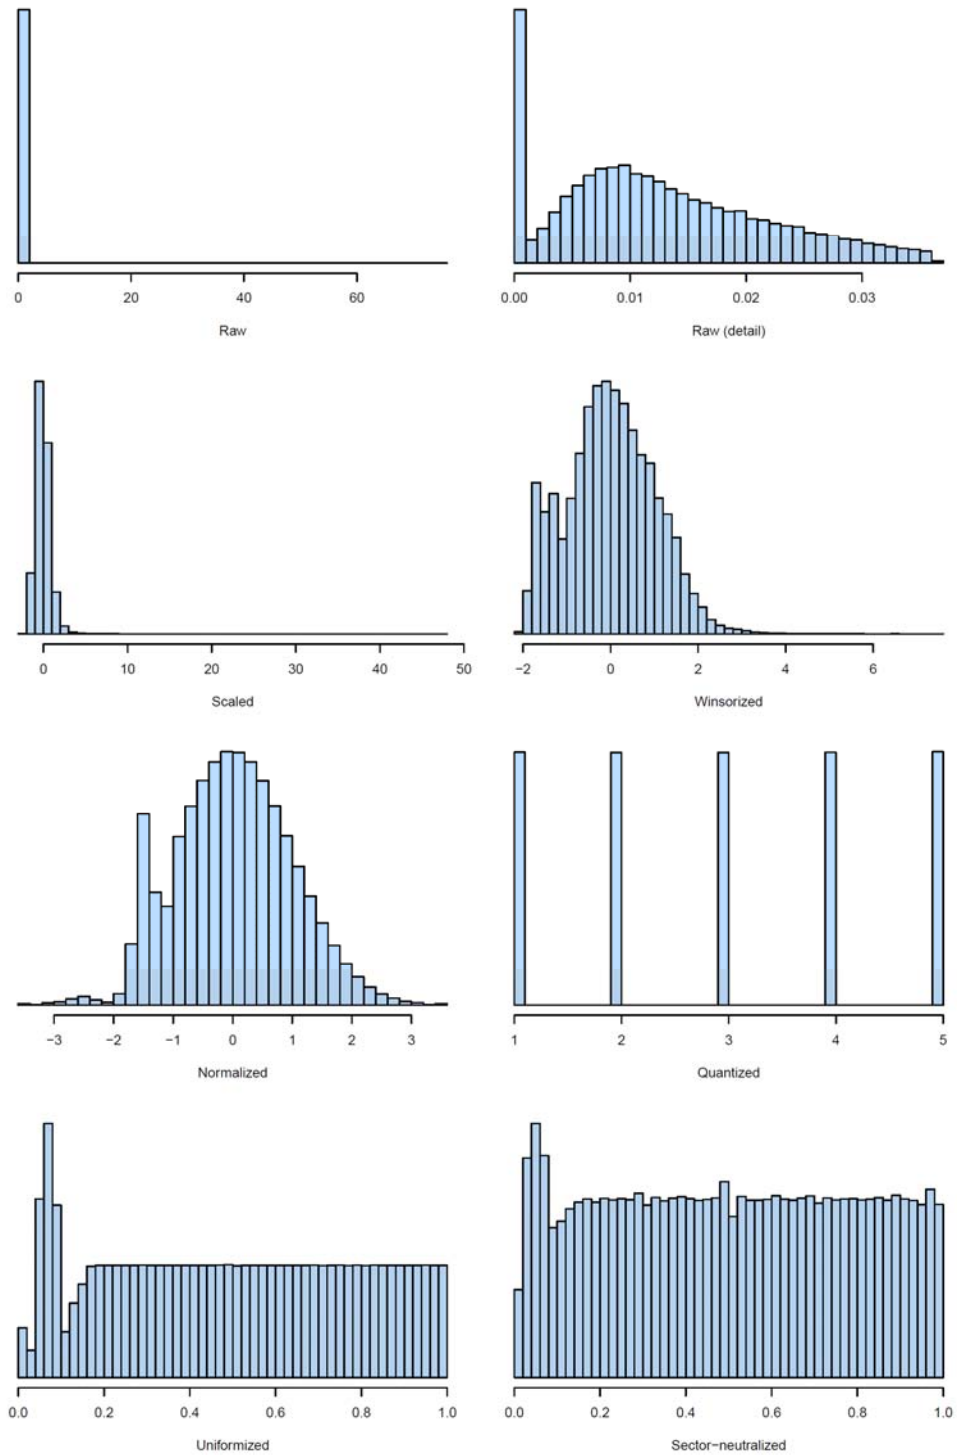 0 20 40 60
Raw
0.00 0.01 0.02 0.03
Raw (detail)
0 10 20 30 40 50
Scaled
−2 0 2 4 6
Winsorized
−3 −2 −1 0 1 2 3
Normalized
1 2 3 4 5
Quantized
0.0 0.2 0.4 0.6 0.8 1.0
Uniformized
0.0 0.2 0.4 0.6 0.8 1.0
Sector−neutralized